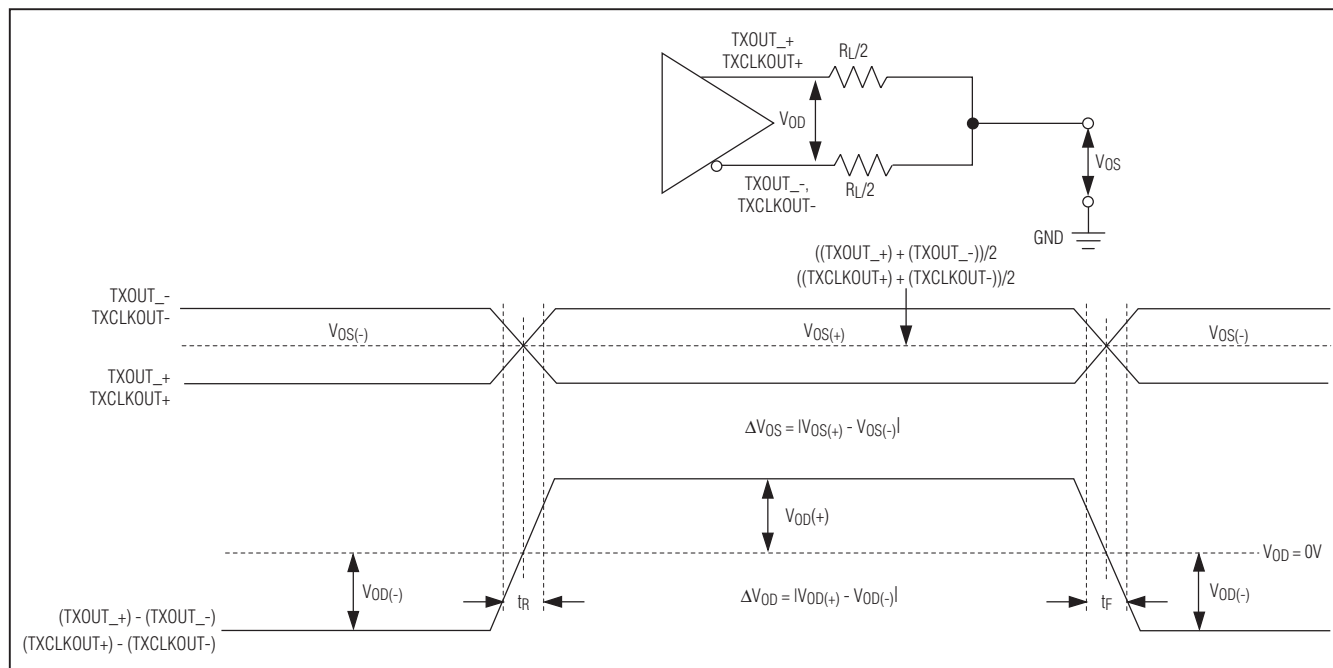 TXOUT_+
TXCLKOUT+
RL/2
VOD
VOS
TXOUT_-,
TXCLKOUT-
RL/2
GND
((TXOUT_+) + (TXOUT_-))/2
((TXCLKOUT+) + (TXCLKOUT-))/2
TXOUT_-
TXCLKOUT-
VOS(-)
VOS(+)
VOS(-)
TXOUT_+
TXCLKOUT+
ΔVOS = |VOS(+) - VOS(-)|
VOD(+)
VOD = 0V
VOD(-)
tR
ΔVOD = |VOD(+) - VOD(-)|
tF
VOD(-)
(TXOUT_+) - (TXOUT_-)
(TXCLKOUT+) - (TXCLKOUT-)